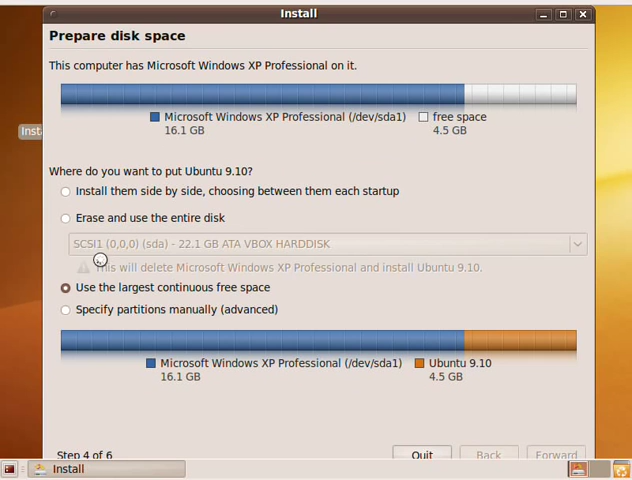 Install
Prepare disk space
This computer has Microsoft Windows XP Professional on it.
Microsoft Windows XP Professional (/dev/sda1)
16.1 GB
free space
4.5 GB
Where do you want to put Ubuntu 9.10?
Install them side by side, choosing between them each startup
Erase and use the entire disk
SCSI1 (0,0,0) (sda) - 22.1 GB ATA VBOX HARDDISK
This will delete Microsoft Windows XP Professional and install Ubuntu 9.10.
Use the largest continuous free space
Specify partitions manually (advanced)
Microsoft Windows XP Professional (/dev/sda1)
16.1 GB
Ubuntu 9.10
4.5 GB
Step 4 of 6
Quit
Back
Forward
Install